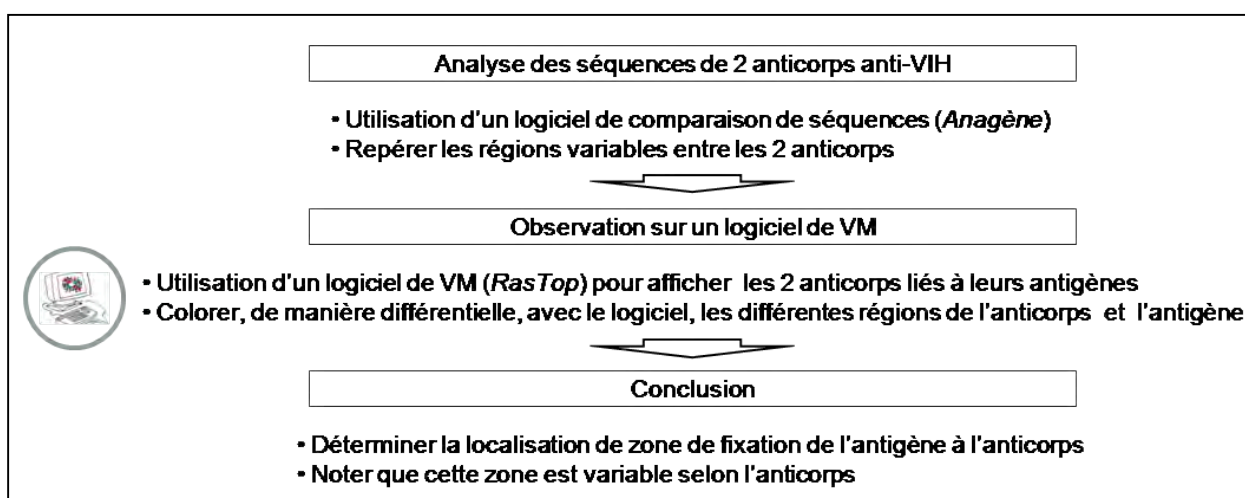 Analyse des séquences de 2 anticorps anti-VIH
• Utilisation d'un logiciel de comparaison de séquences (Anagène)
• Repérer les régions variables entre les 2 anticorps
Observation sur un logiciel de VM
• Utilisation d'un logiciel de VM (RasTop) pour afficher les 2 anticorps liés à leurs antigènes
• Colorer, de manière différentielle, avec le logiciel, les différentes régions de l'anticorps et l'antigène
Conclusion
• Déterminer la localisation de zone de fixation de l'antigène à l'anticorps
• Noter que cette zone est variable selon l'anticorps